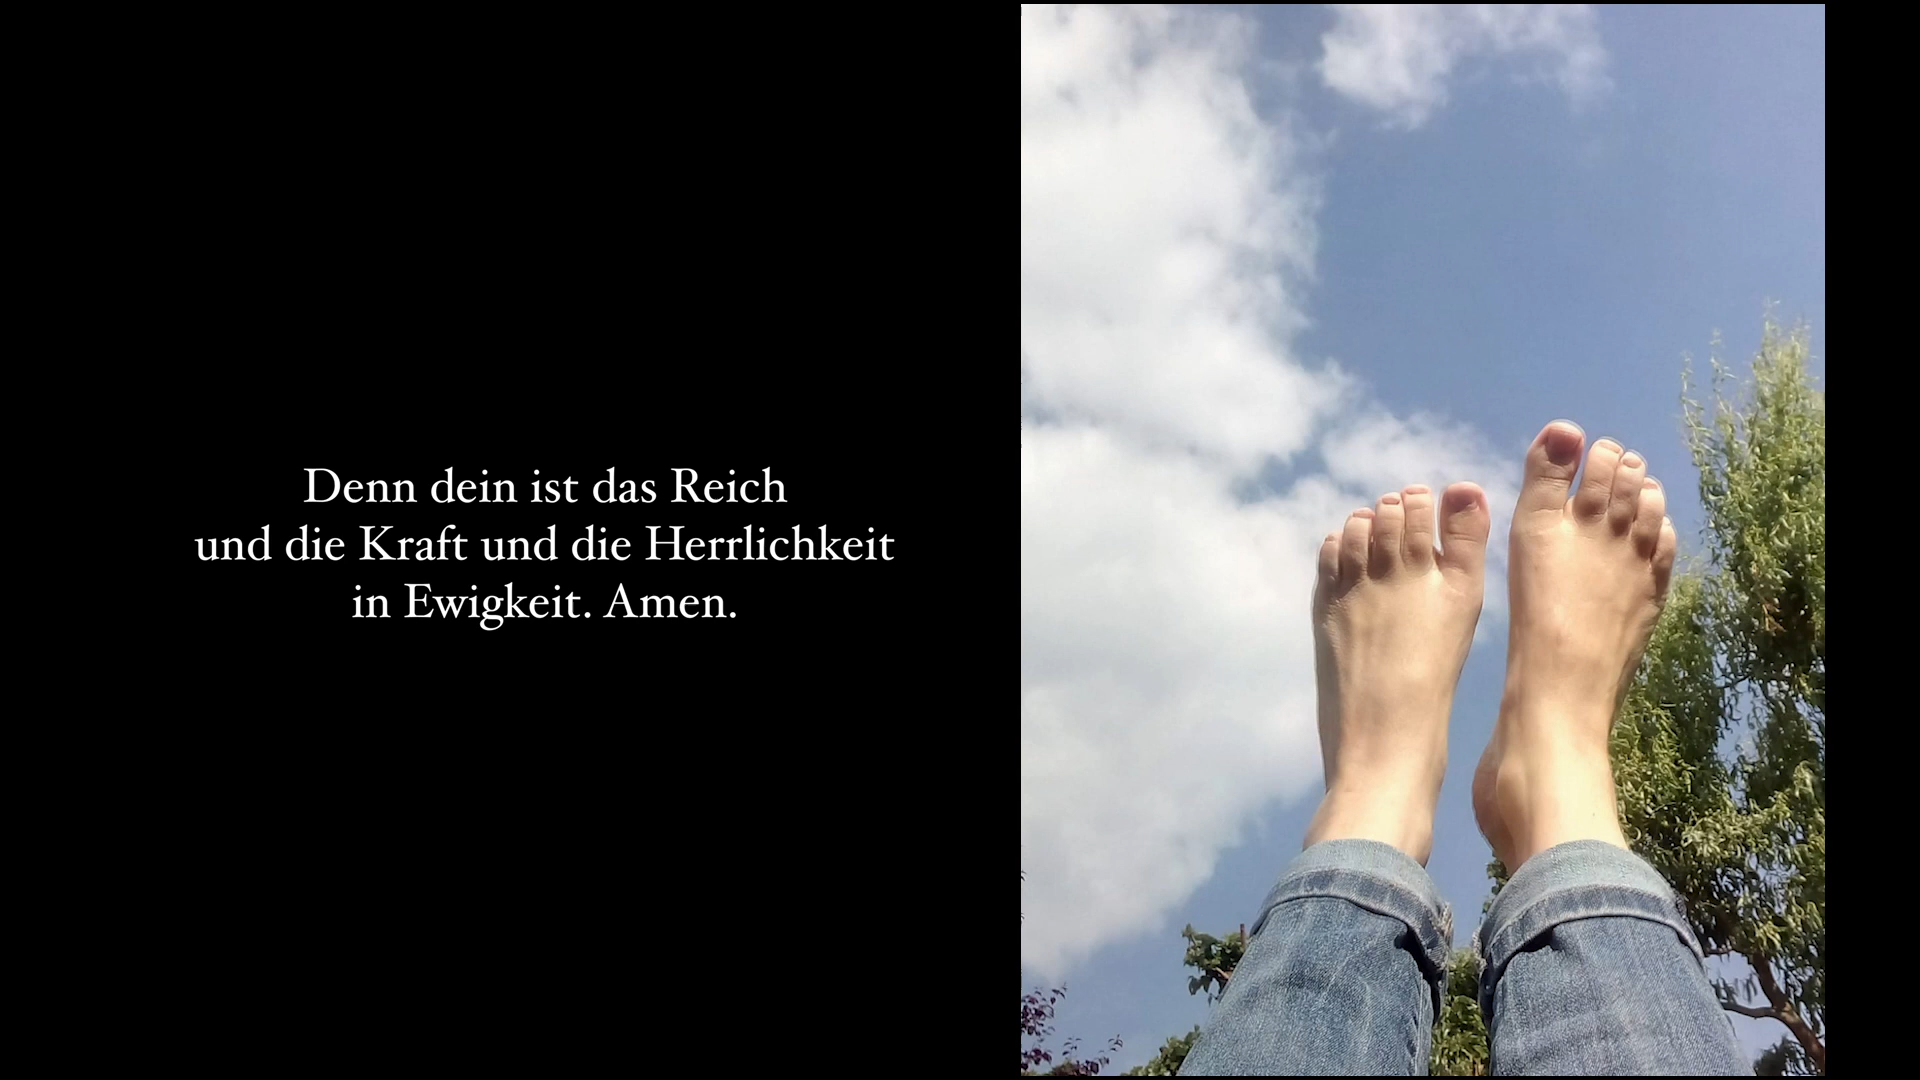 Denn dein ist das Reich
und die Kraft und die Herrlichkeit
in Ewigkeit. Amen.